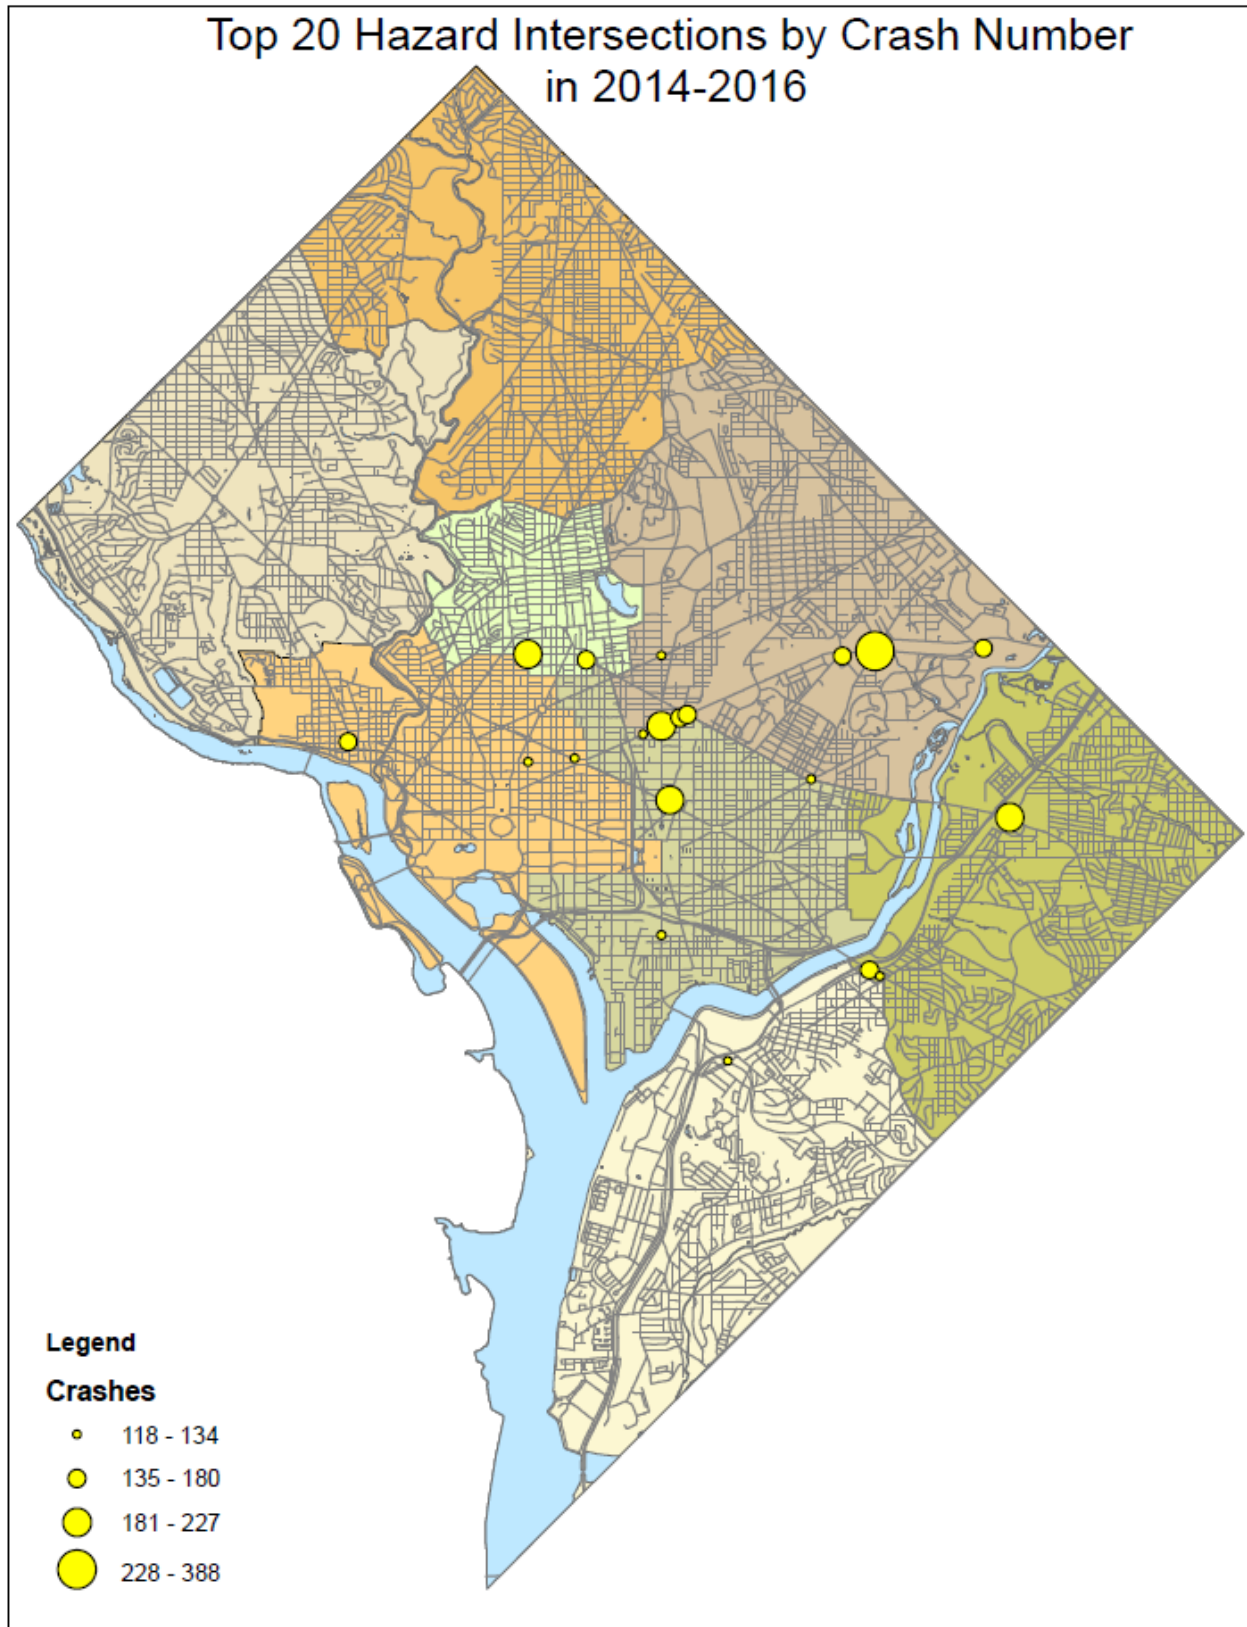 Top 20 Hazard Intersections by Crash Number
in 2014-2016
Legend
Crashes
118 - 134
135 - 180
181 - 227
228 - 388